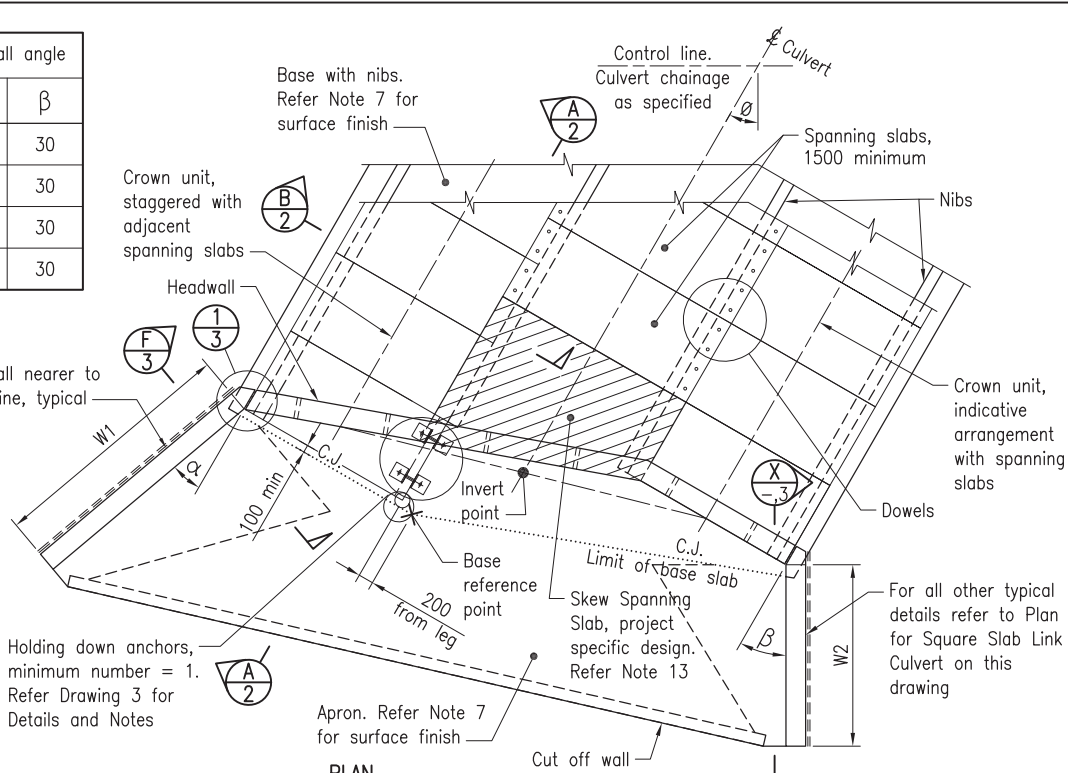 all angle
β
30
30
30
30
Base with nibs.
Refer Note 7 for
surface finish
Control line.
Culvert chainage
as specified
℄ Culvert
Ø
A
2
Spanning slabs,
1500 minimum
Crown unit,
staggered with
adjacent
spanning slabs
B
2
Nibs
Headwall
1
3
F
3
all nearer to
ine, typical
W1
α
C.J.
100 min
Invert
point
X
-,3
Crown unit,
indicative
arrangement
with spanning
slabs
Dowels
C.J.
Limit of base slab
Base
reference
point
200
from leg
Skew Spanning
Slab, project
specific design.
Refer Note 13
β
W2
For all other typical
details refer to Plan
for Square Slab Link
Culvert on this
drawing
Holding down anchors,
minimum number = 1.
Refer Drawing 3 for
Details and Notes
A
2
Apron. Refer Note 7
for surface finish
Cut off wall
PLAN